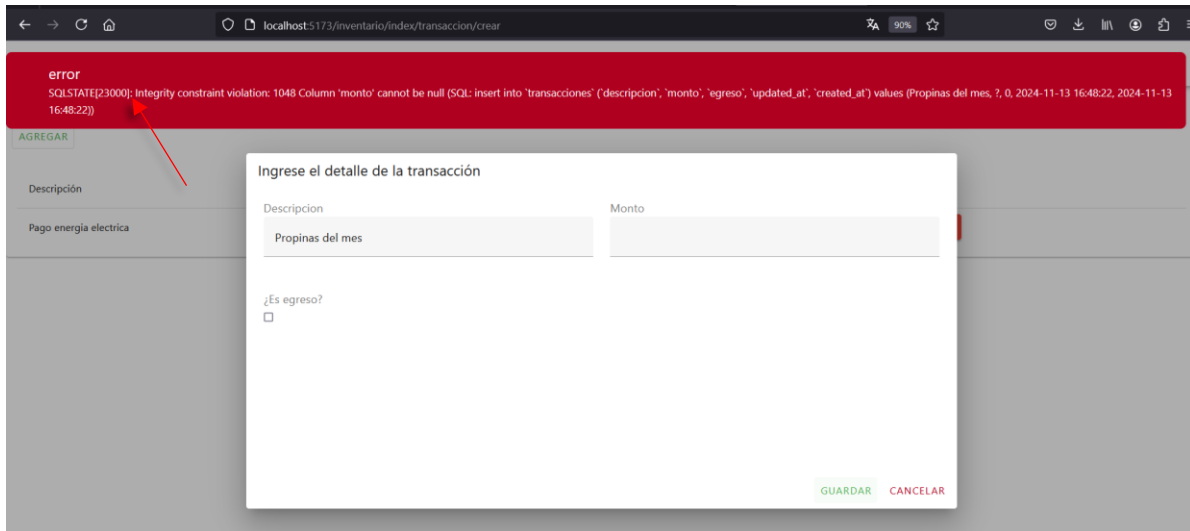 localhost:5173/inventario/index/transaccion/crear
90%
error
SQLSTATE[23000]: Integrity constraint violation: 1048 Column 'monto' cannot be null (SQL: insert into `transacciones` (`descripcion`, `monto`, `egreso`, `updated_at`, `created_at`) values (Propinas del mes, ?, 0, 2024-11-13 16:48:22, 2024-11-13
16:48:22))
AGREGAR
Ingrese el detalle de la transacción
Descripción
Descripcion
Monto
Pago energía electrica
Propinas del mes
¿Es egreso?
GUARDAR CANCELAR